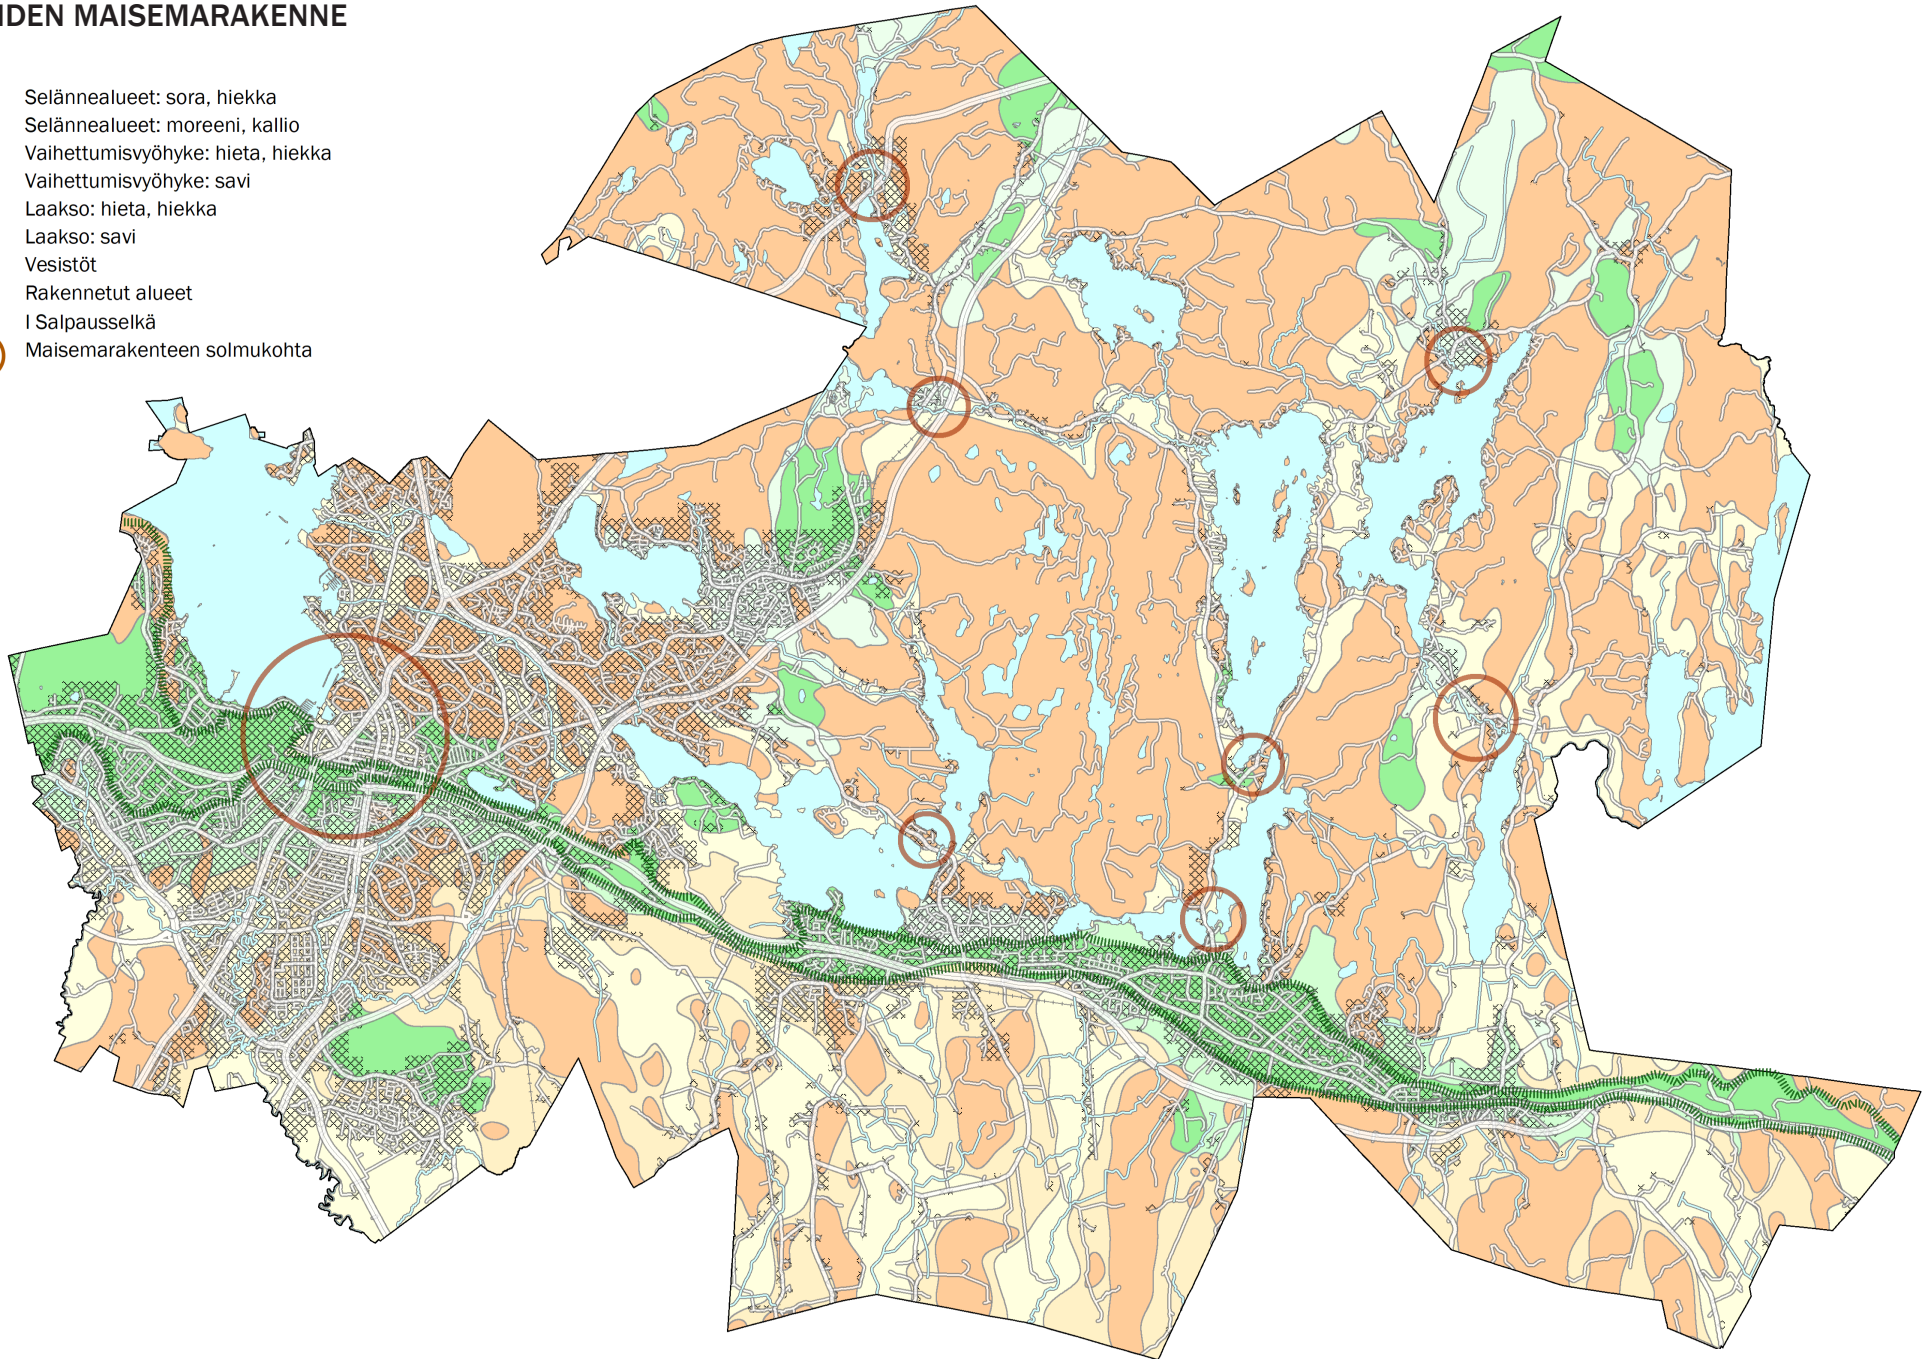 IDEN MAISEMARAKENNE
Selännealueet: sora, hiekka
Selännealueet: moreeni, kallio
Vaihettumisvyöhyke: hieta, hiekka
Vaihettumisvyöhyke: savi
Laakso: hieta, hiekka
Laakso: savi
Vesistöt
Rakennetut alueet
I Salpausselkä
Maisemarakenteen solmukohta